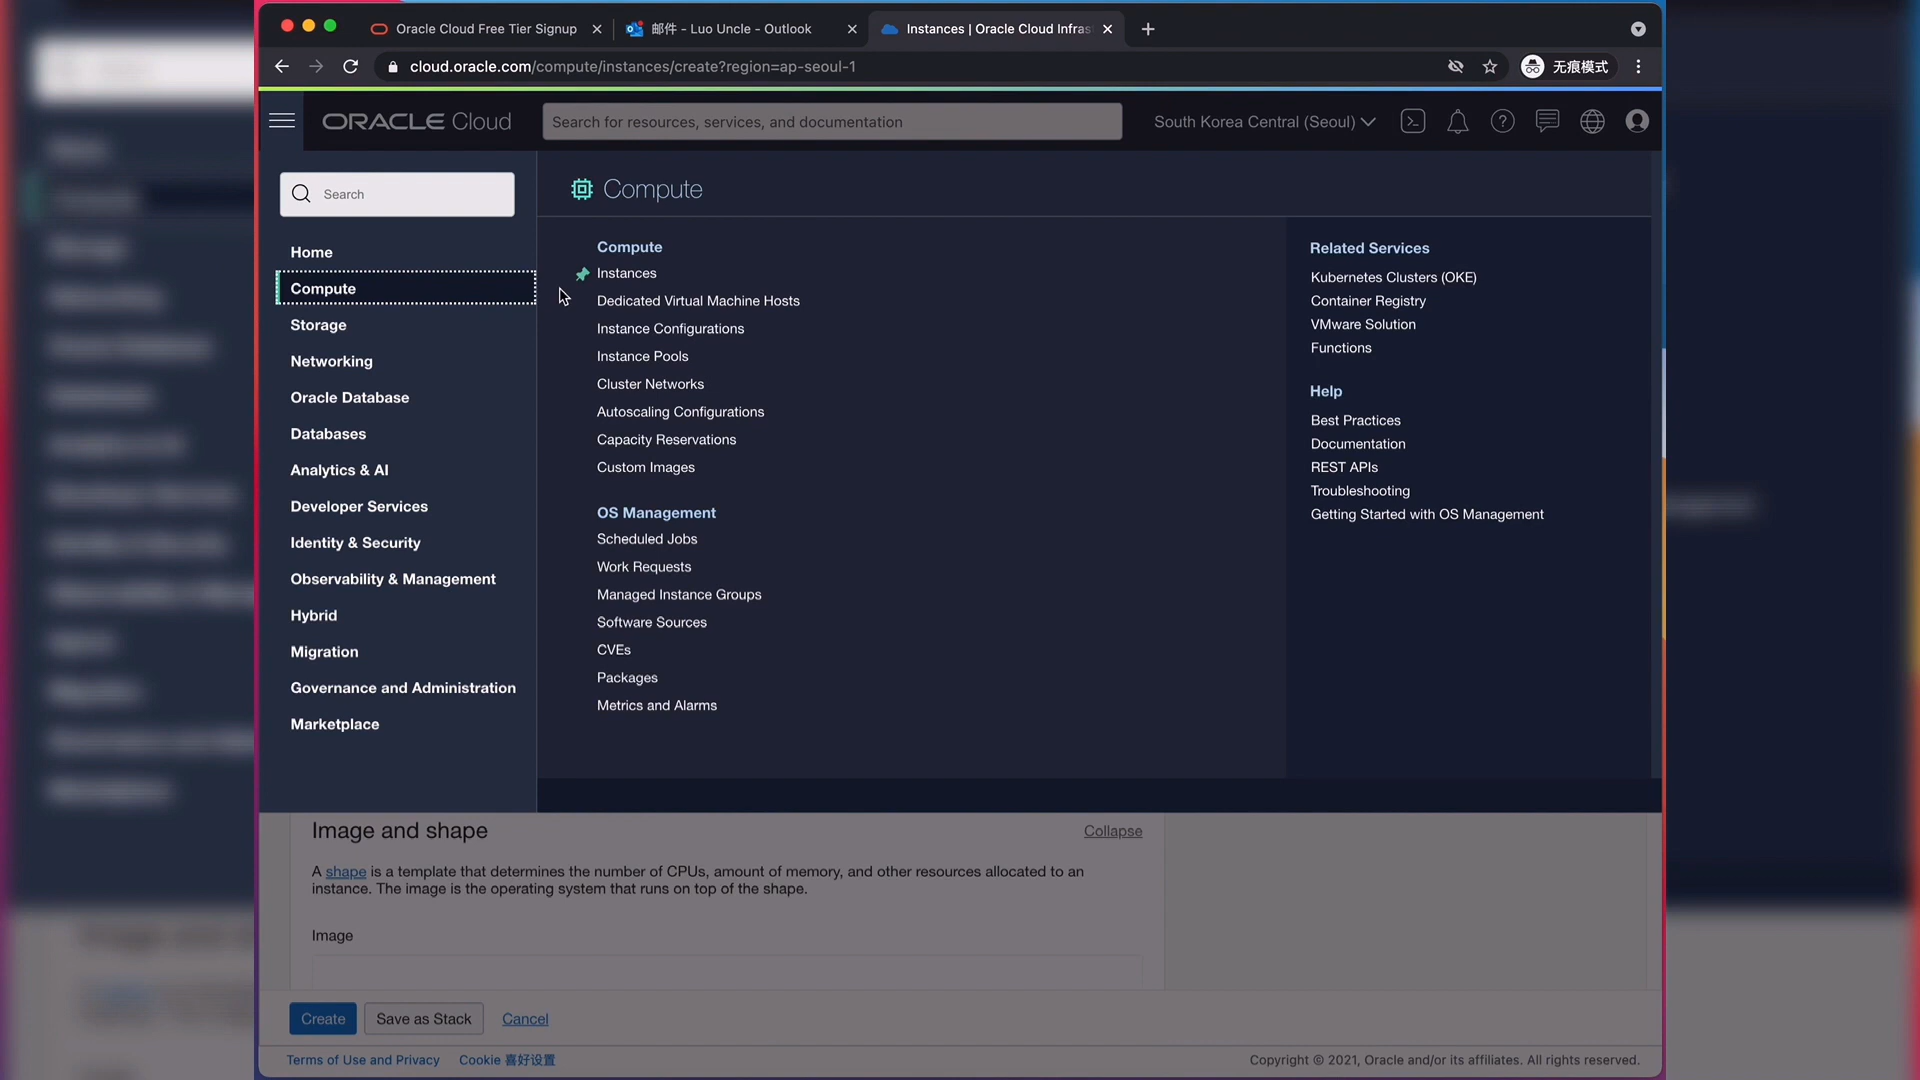 Oracle Cloud Free Tier Signup
邮件 - Luo Uncle - Outlook
Instances | Oracle Cloud Infras
cloud.oracle.com/compute/instances/create?region=ap-seoul-1
无痕模式
ORACLE Cloud
Search for resources, services, and documentation
South Korea Central (Seoul)
Search
Home
Compute
Storage
Networking
Oracle Database
Databases
Analytics & AI
Developer Services
Identity & Security
Observability & Management
Hybrid
Migration
Governance and Administration
Marketplace
Compute
Compute
Instances
Dedicated Virtual Machine Hosts
Instance Configurations
Instance Pools
Cluster Networks
Autoscaling Configurations
Capacity Reservations
Custom Images
OS Management
Scheduled Jobs
Work Requests
Managed Instance Groups
Software Sources
CVEs
Packages
Metrics and Alarms
Related Services
Kubernetes Clusters (OKE)
Container Registry
VMware Solution
Functions
Help
Best Practices
Documentation
REST APIs
Troubleshooting
Getting Started with OS Management
Image and shape
Collapse
A shape is a template that determines the number of CPUs, amount of memory, and other resources allocated to an
instance. The image is the operating system that runs on top of the shape.
Image
Create
Save as Stack
Cancel
Terms of Use and Privacy
Cookie 喜好设置
Copyright © 2021, Oracle and/or its affiliates. All rights reserved.